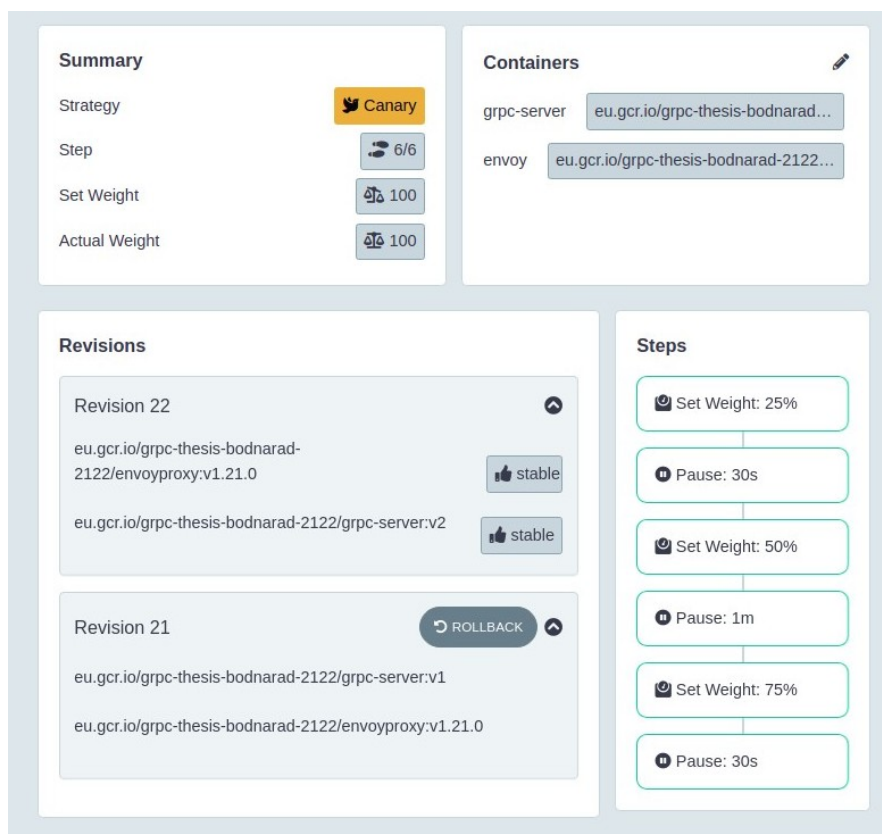 Summary
Strategy Canary
Step 6/6
Set Weight 100
Actual Weight 100
Containers
grpc-server eu.gcr.io/grpc-thesis-bodnarad...
envoy eu.gcr.io/grpc-thesis-bodnarad-2122...
Revisions
Revision 22
eu.gcr.io/grpc-thesis-bodnarad-
2122/envoyproxy:v1.21.0
stable
eu.gcr.io/grpc-thesis-bodnarad-2122/grpc-server:v2
stable
Revision 21 ROLLBACK
eu.gcr.io/grpc-thesis-bodnarad-2122/grpc-server:v1
eu.gcr.io/grpc-thesis-bodnarad-2122/envoyproxy:v1.21.0
Steps
Set Weight: 25%
Pause: 30s
Set Weight: 50%
Pause: 1m
Set Weight: 75%
Pause: 30s